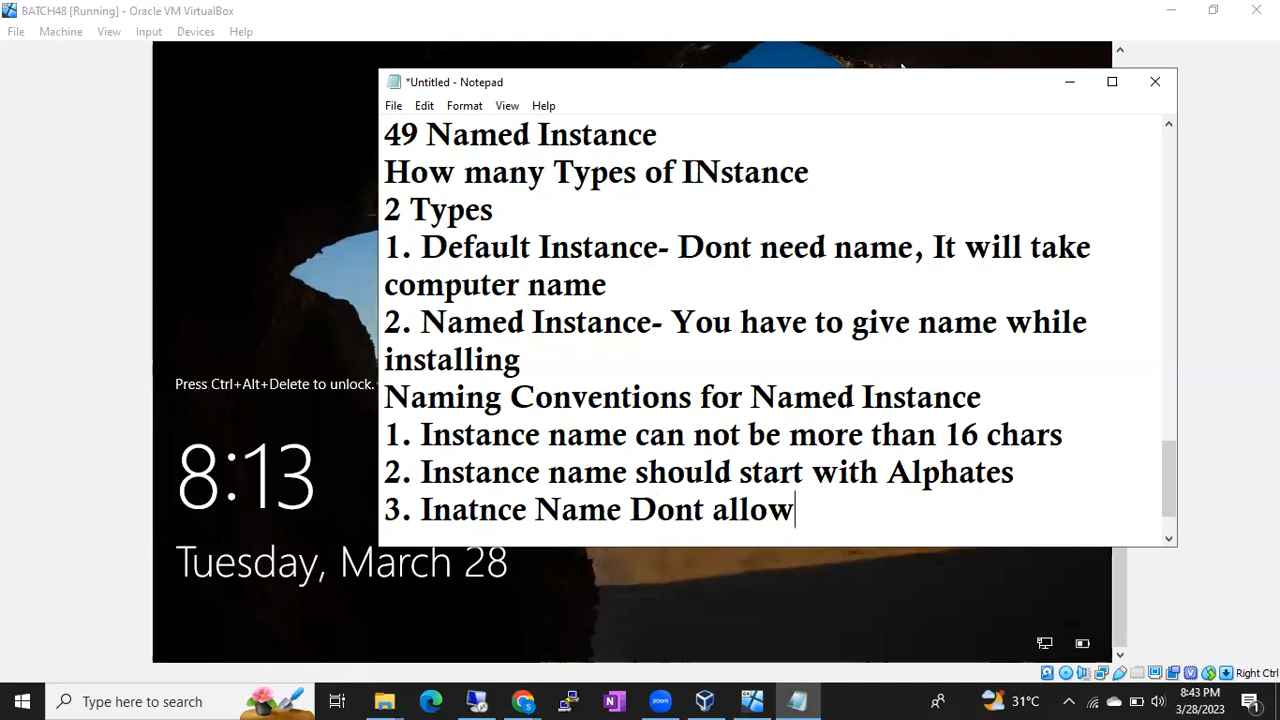 BATCH48 [Running] - Oracle VM VirtualBox
File Machine View Input Devices Help
*Untitled - Notepad
File Edit Format View Help
49 Named Instance
How many Types of INstance
2 Types
1. Default Instance- Dont need name, It will take
computer name
2. Named Instance- You have to give name while
installing
Naming Conventions for Named Instance
1. Instance name can not be more than 16 chars
2. Instance name should start with Alphates
3. Inatnce Name Dont allow
Press Ctrl+Alt+Delete to unlock.
8:13
Tuesday, March 28
Right Ctrl
Type here to search
zoom
31°C
8:43 PM
3/28/2023